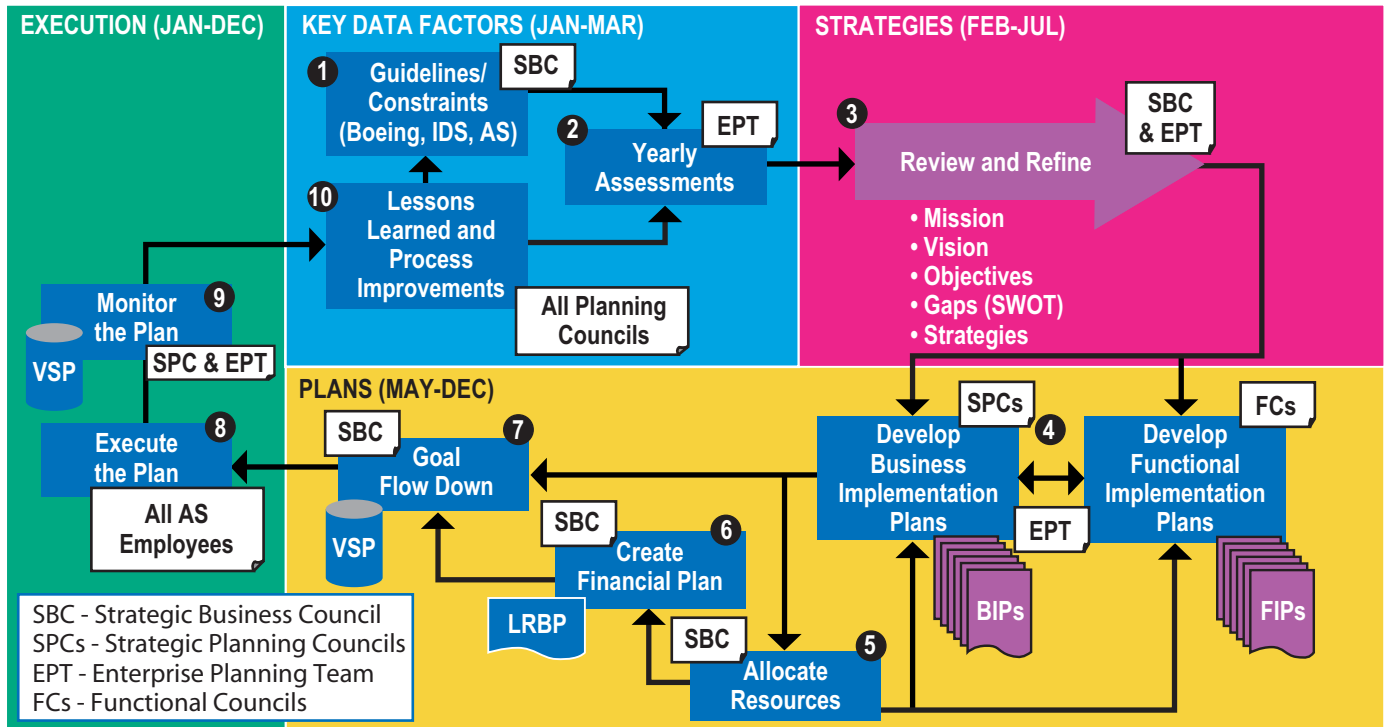 EXECUTION (JAN-DEC)
KEY DATA FACTORS (JAN-MAR)
STRATEGIES (FEB-JUL)
1
Guidelines/
Constraints
(Boeing, IDS, AS)
SBC
2
Yearly
Assessments
EPT
10
Lessons
Learned and
Process
Improvements
All Planning
Councils
3
Review and Refine
SBC
& EPT
• Mission
• Vision
• Objectives
• Gaps (SWOT)
• Strategies
Monitor
the Plan
9
VSP
SPC & EPT
Execute
the Plan
8
All AS
Employees
PLANS (MAY-DEC)
SBC
7
Goal
Flow Down
VSP
SBC
6
Create
Financial Plan
LRBP
SBC
5
Allocate
Resources
SPCs
4
Develop
Business
Implementation
Plans
EPT
BIPs
FCs
Develop
Functional
Implementation
Plans
FIPs
SBC - Strategic Business Council
SPCs - Strategic Planning Councils
EPT - Enterprise Planning Team
FCs - Functional Councils